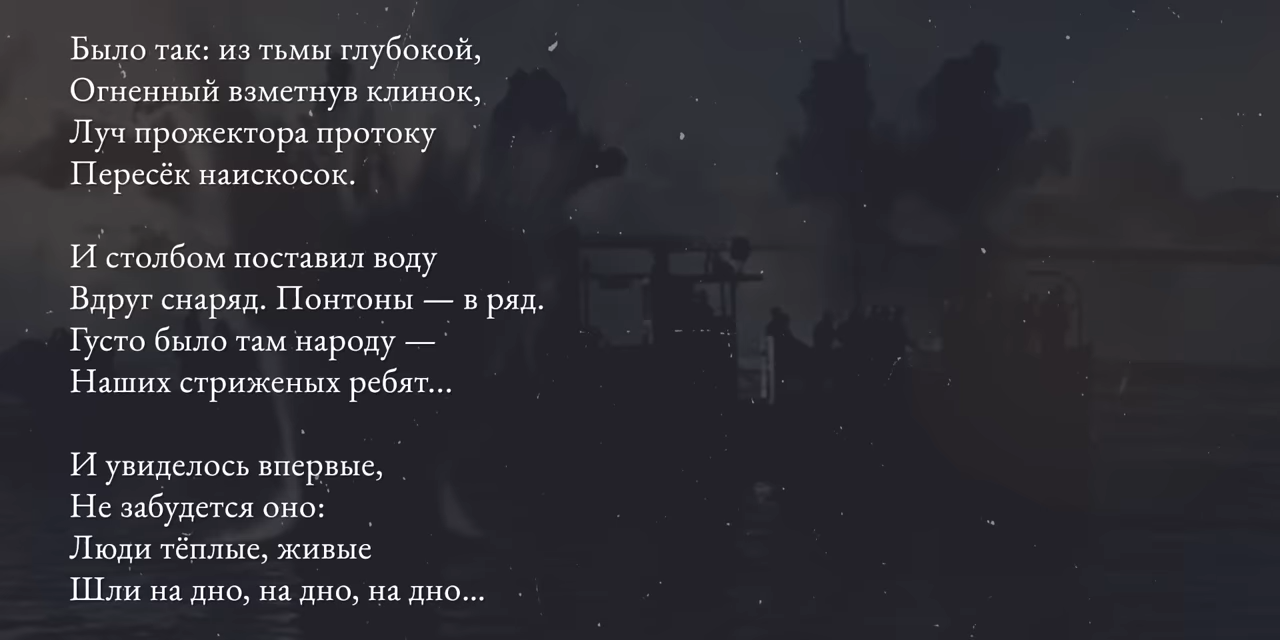 Было так: из тьмы глубокой,
Огненный взметнув клинок,
Луч прожектора протоку
Пересёк наискосок.
И столбом поставил воду
Вдруг снаряд. Понтоны — в ряд.
Густо было там народу —
Наших стриженых ребят...
И увиделось впервые,
Не забудется оно:
Люди тёплые, живые
Шли на дно, на дно, на дно...